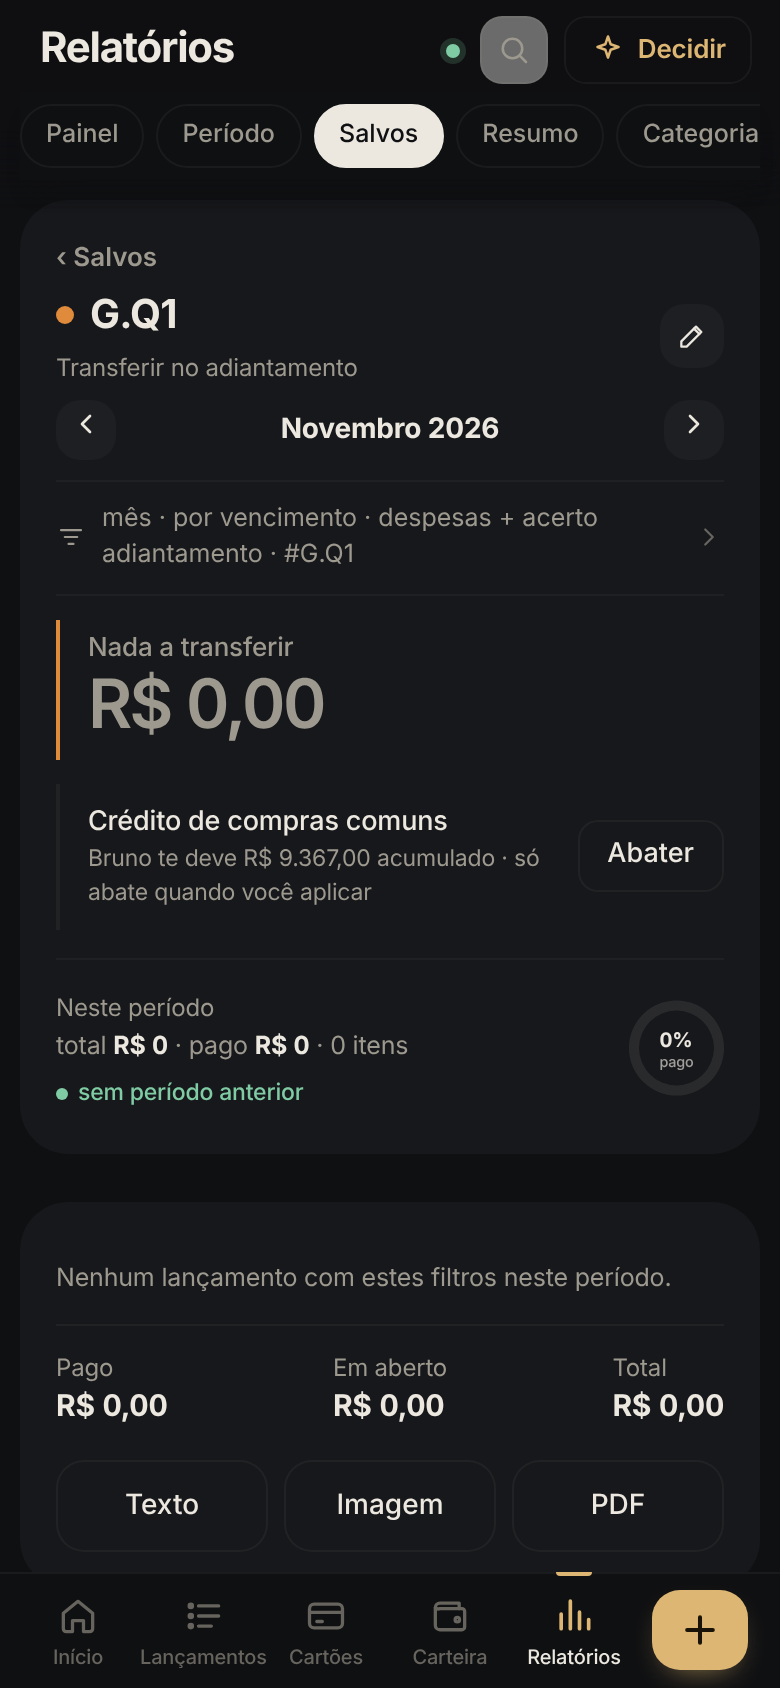 Relatórios
Decidir
Painel
Período
Salvos
Resumo
Categoria
‹ Salvos
G.Q1
Transferir no adiantamento
Novembro 2026
mês · por vencimento · despesas + acerto
adiantamento · #G.Q1
Nada a transferir
R$ 0,00
Crédito de compras comuns
Bruno te deve R$ 9.367,00 acumulado · só
abate quando você aplicar
Abater
Neste período
total R$ 0 · pago R$ 0 · 0 itens
sem período anterior
0%
pago
Nenhum lançamento com estes filtros neste período.
Pago
Em aberto
Total
R$ 0,00
R$ 0,00
R$ 0,00
Texto
Imagem
PDF
Início
Lançamentos
Cartões
Carteira
Relatórios